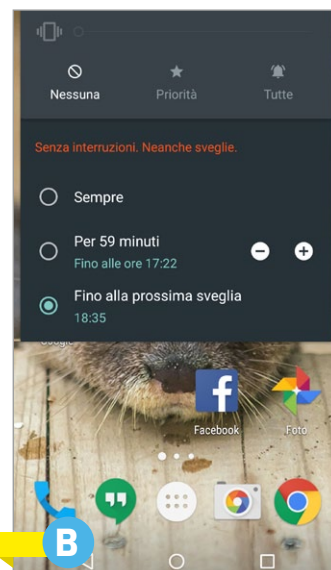 Nessuna
Priorità
Tutte
Senza interruzioni. Neanche sveglie.
Sempre
Per 59 minuti
Fino alle ore 17:22
Fino alla prossima sveglia
18:35
Google
Facebook
Foto
B